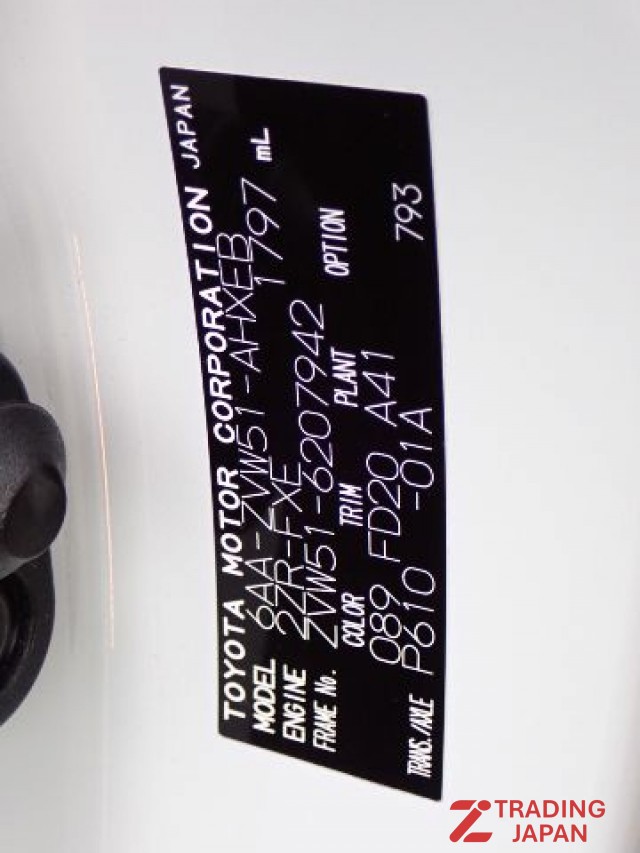 TOYOTA MOTOR CORPORATION JAPAN
MODEL 6AA-ZVW51-AHXEB
ENGINE 2ZR-FXE 1797 mL
FRAME No. ZVW51-6207942
COLOR TRIM PLANT OPTION
089 FD20 A41
TRANS./AXLE P610 -01A 793
TRADING
JAPAN